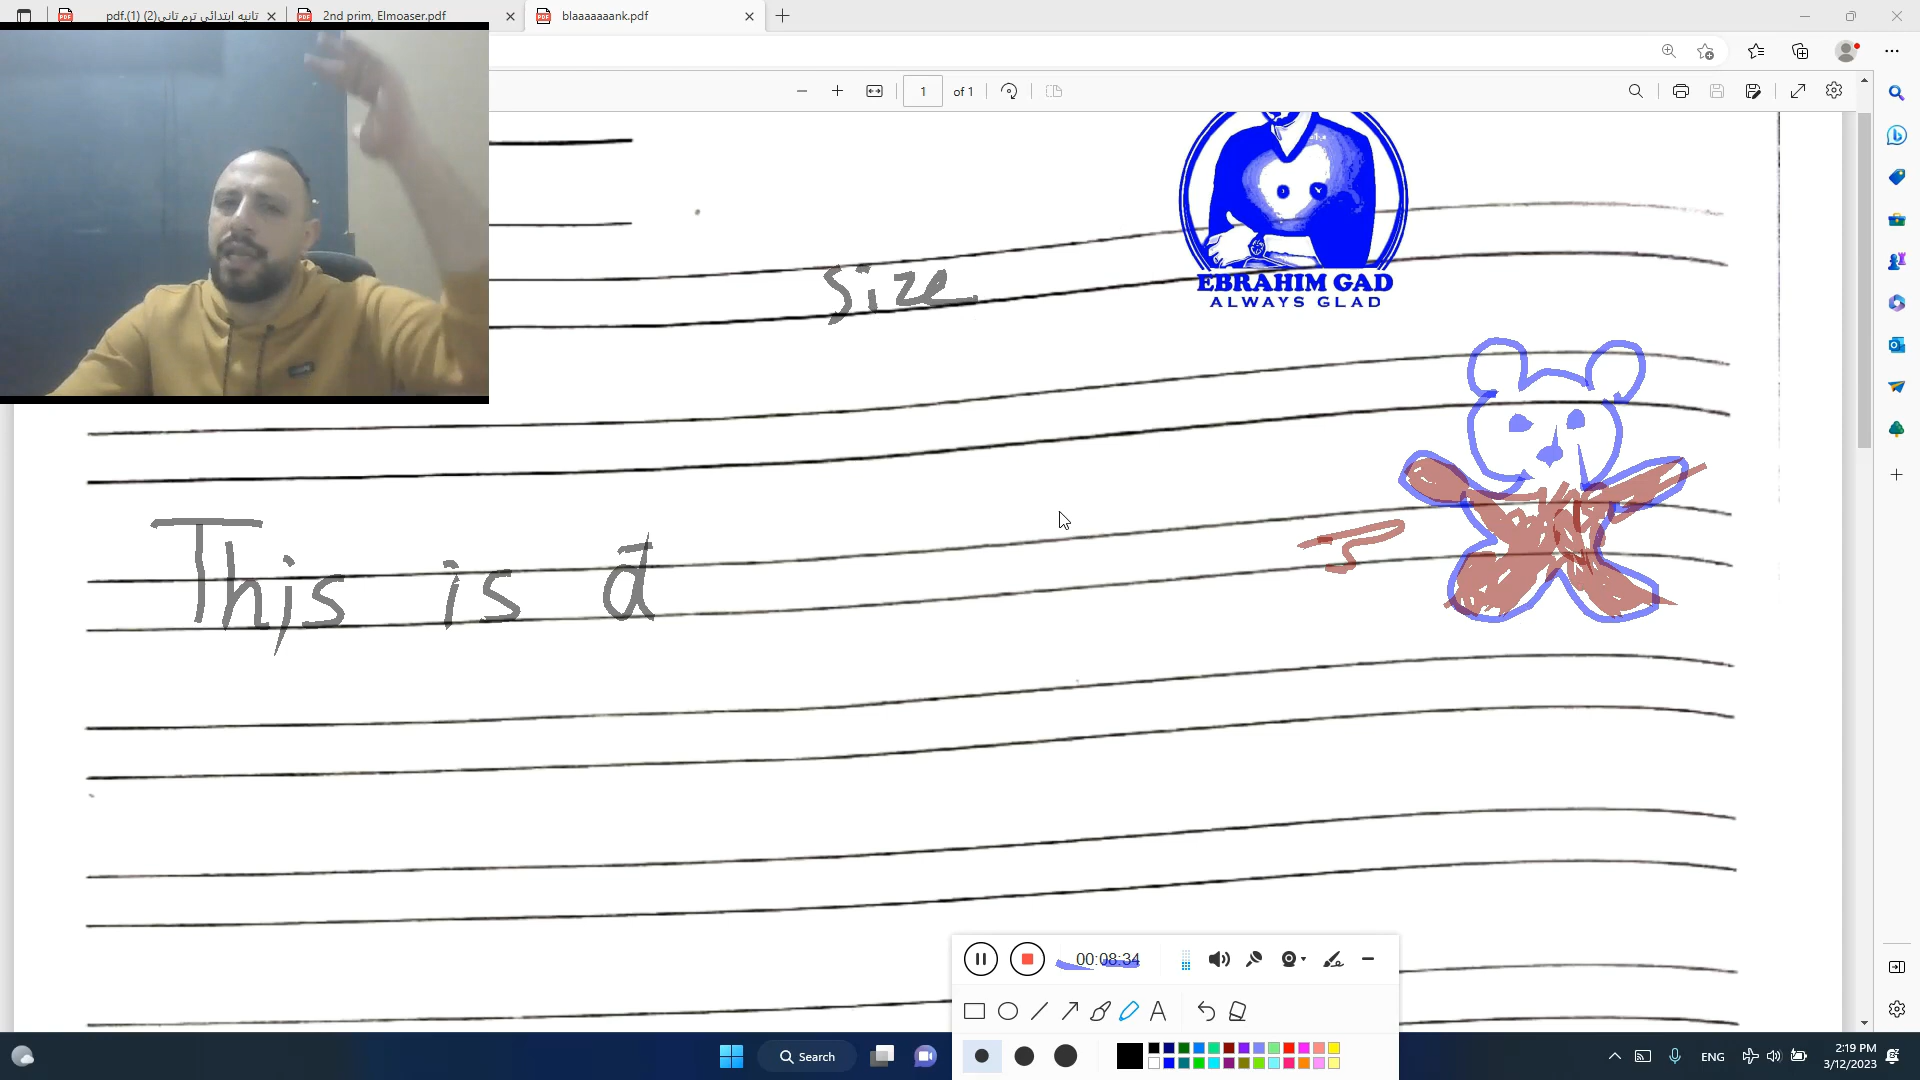 pdf.(1) (2)تانيه ابتدائي ترم تاني
2nd prim, Elmoaser.pdf
blaaaaaaank.pdf
1 of 1
size
EBRAHIM GAD
ALWAYS GLAD
This is a
00:08:34
A
Search
ENG
2:19 PM
3/12/2023